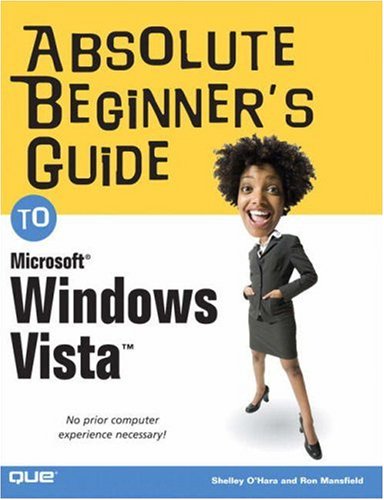 ABSOLUTE
BEGINNER'S
GUIDE
TO
Microsoft®
Windows
Vista™
No prior computer
experience necessary!
QUE®
Shelley O'Hara and Ron Mansfield